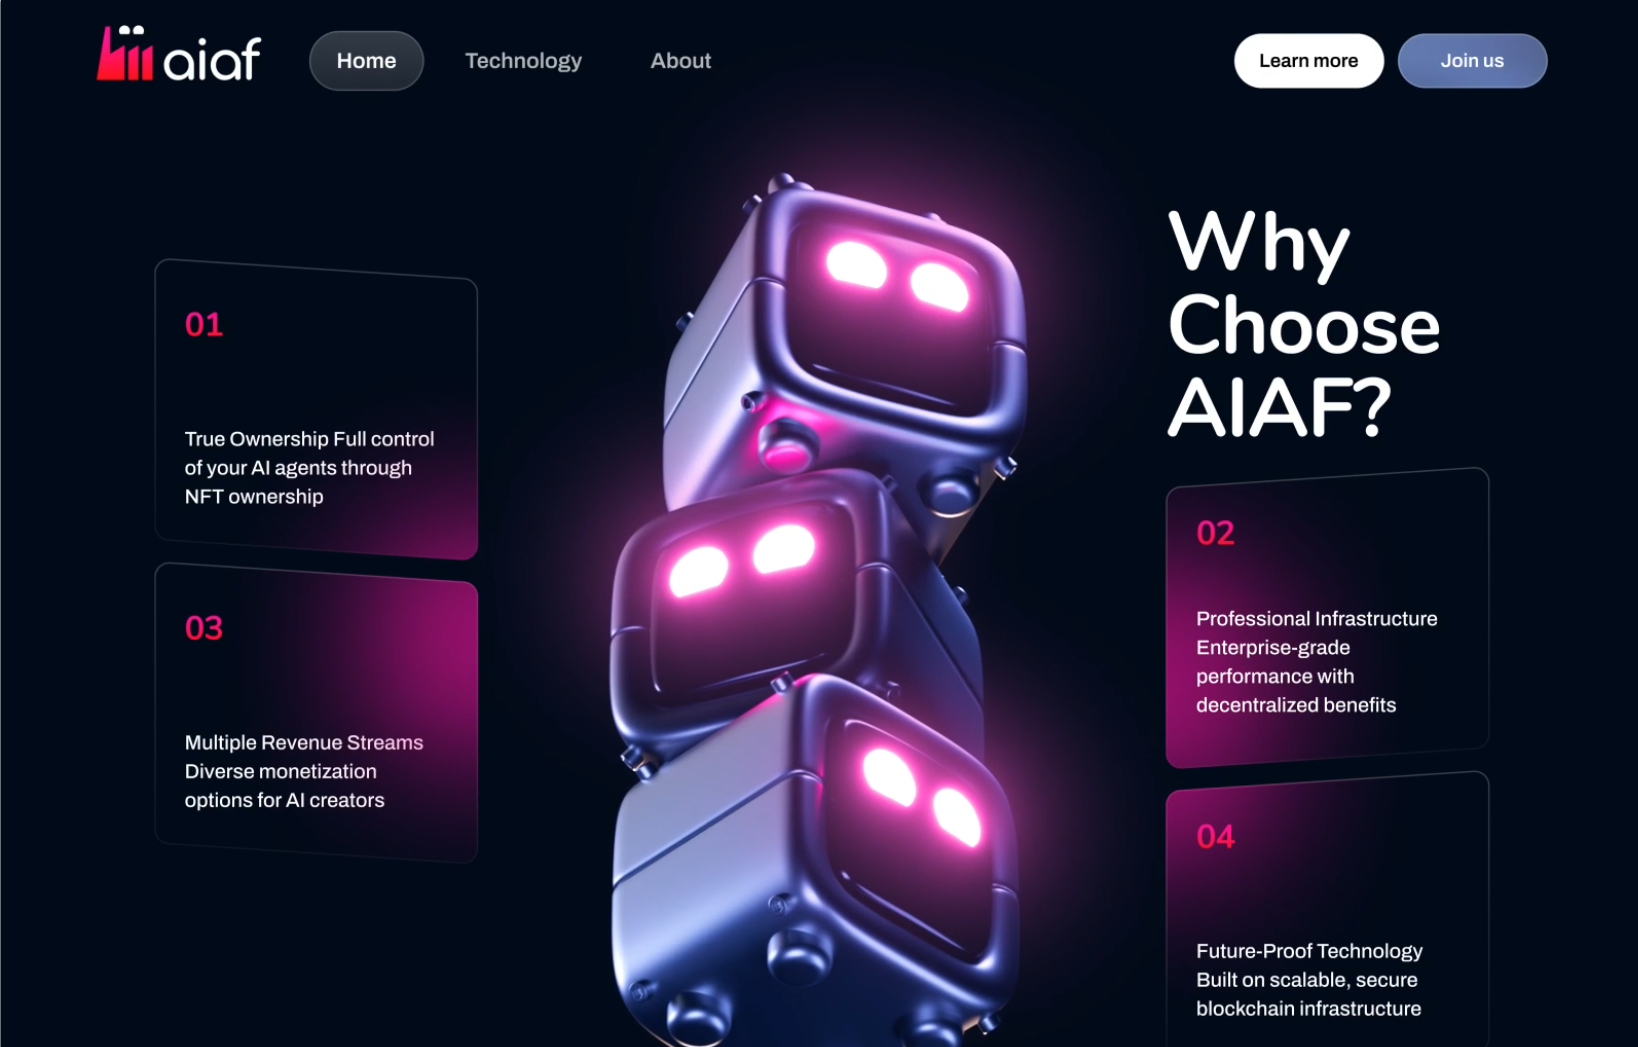 aiaf
Home
Technology
About
Learn more
Join us
Why
Choose
AIAF?
01
True Ownership Full control
of your AI agents through
NFT ownership
02
Professional Infrastructure
Enterprise-grade
performance with
decentralized benefits
03
Multiple Revenue Streams
Diverse monetization
options for AI creators
04
Future-Proof Technology
Built on scalable, secure
blockchain infrastructure